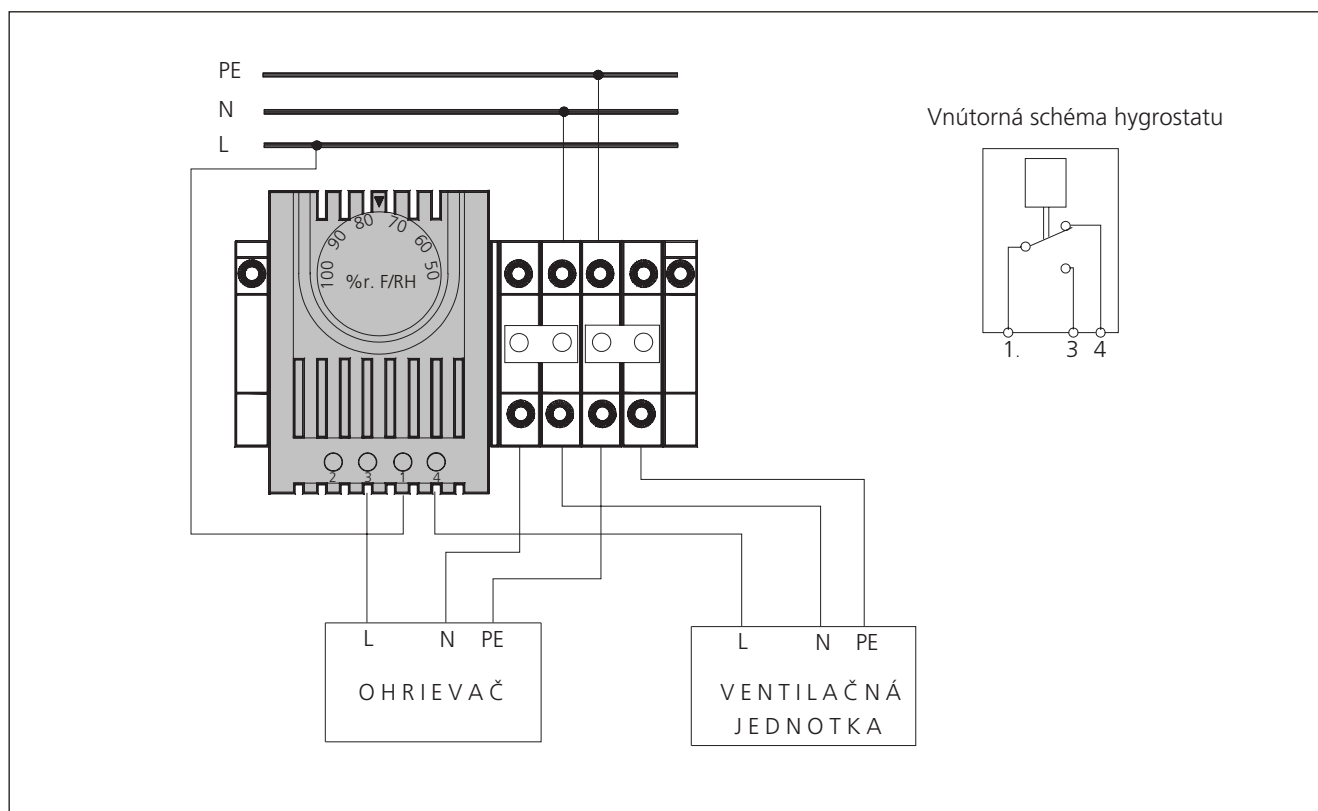 PE
N
L
Vnútorná schéma hygrostatu
1. 3 4
100 90 80 70 60 50
%r. F/RH
2 3 1 4
L N PE
OHRIEVAČ
L N PE
VENTILAČNÁ
JEDNOTKA